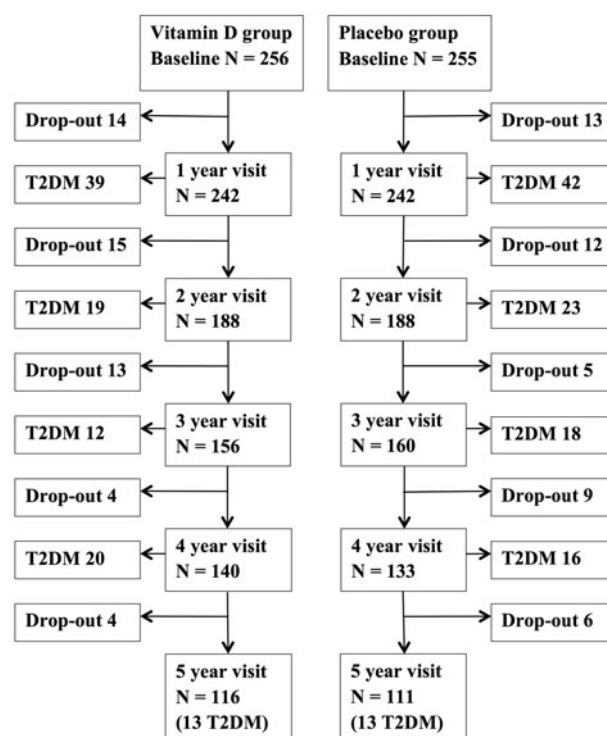 Vitamin D group
Baseline N = 256
Placebo group
Baseline N = 255
Drop-out 14
Drop-out 13
1 year visit
N = 242
T2DM 39
1 year visit
N = 242
T2DM 42
Drop-out 15
Drop-out 12
2 year visit
N = 188
T2DM 19
2 year visit
N = 188
T2DM 23
Drop-out 13
Drop-out 5
3 year visit
N = 156
T2DM 12
3 year visit
N = 160
T2DM 18
Drop-out 4
Drop-out 9
4 year visit
N = 140
T2DM 20
4 year visit
N = 133
T2DM 16
Drop-out 4
Drop-out 6
5 year visit
N = 116
(13 T2DM)
5 year visit
N = 111
(13 T2DM)